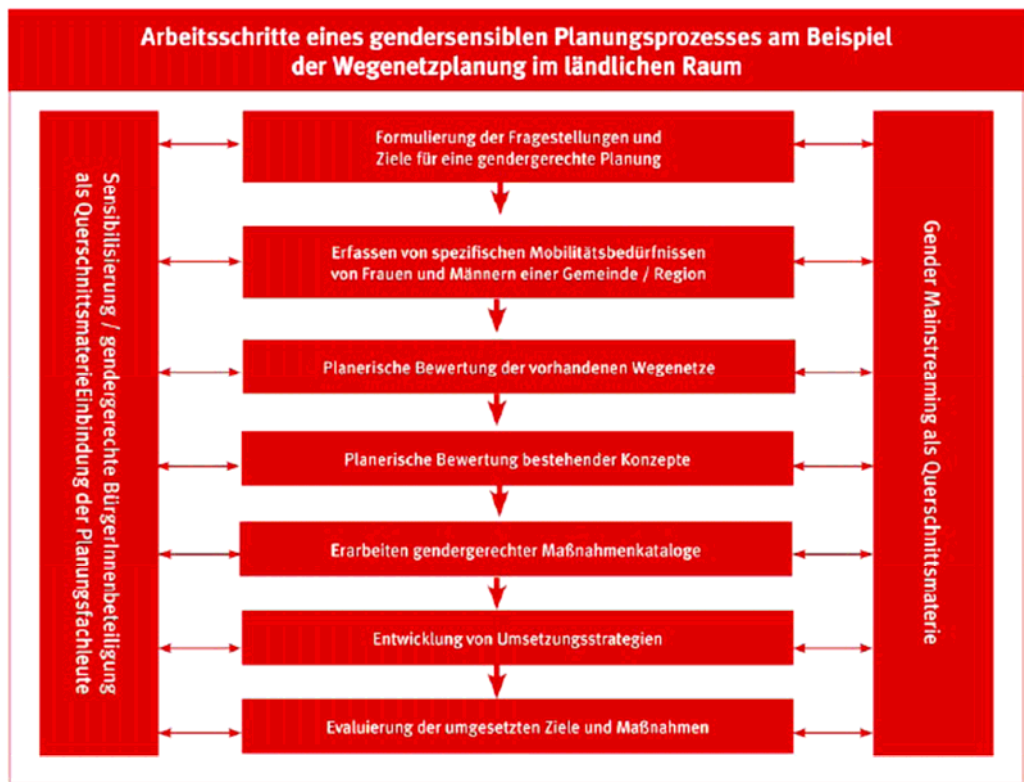 Arbeitsschritte eines gendersensiblen Planungsprozesses am Beispiel
der Wegenetzplanung im ländlichen Raum
Sensibilisierung / gendergerechte BürgerInnenbeteiligung
als QuerschnittsmaterieEinbindung der Planungsfachleute
Formulierung der Fragestellungen und
Ziele für eine gendergerechte Planung
Erfassen von spezifischen Mobilitätsbedürfnissen
von Frauen und Männern einer Gemeinde / Region
Planerische Bewertung der vorhandenen Wegenetze
Planerische Bewertung bestehender Konzepte
Erarbeiten gendergerechter Maßnahmenkataloge
Entwicklung von Umsetzungsstrategien
Evaluierung der umgesetzten Ziele und Maßnahmen
Gender Mainstreaming als Querschnittsmaterie